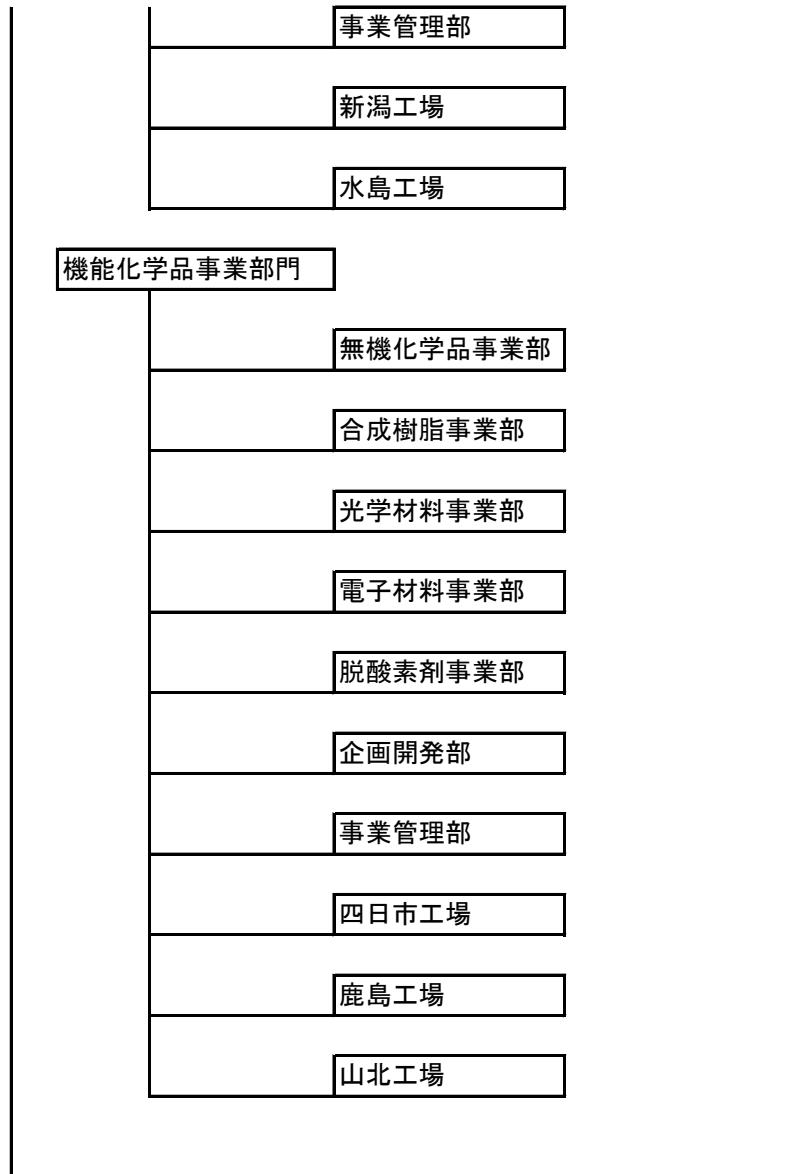 事業管理部
新潟工場
水島工場
機能化学品事業部門
無機化学品事業部
合成樹脂事業部
光学材料事業部
電子材料事業部
脱酸素剤事業部
企画開発部
事業管理部
四日市工場
鹿島工場
山北工場